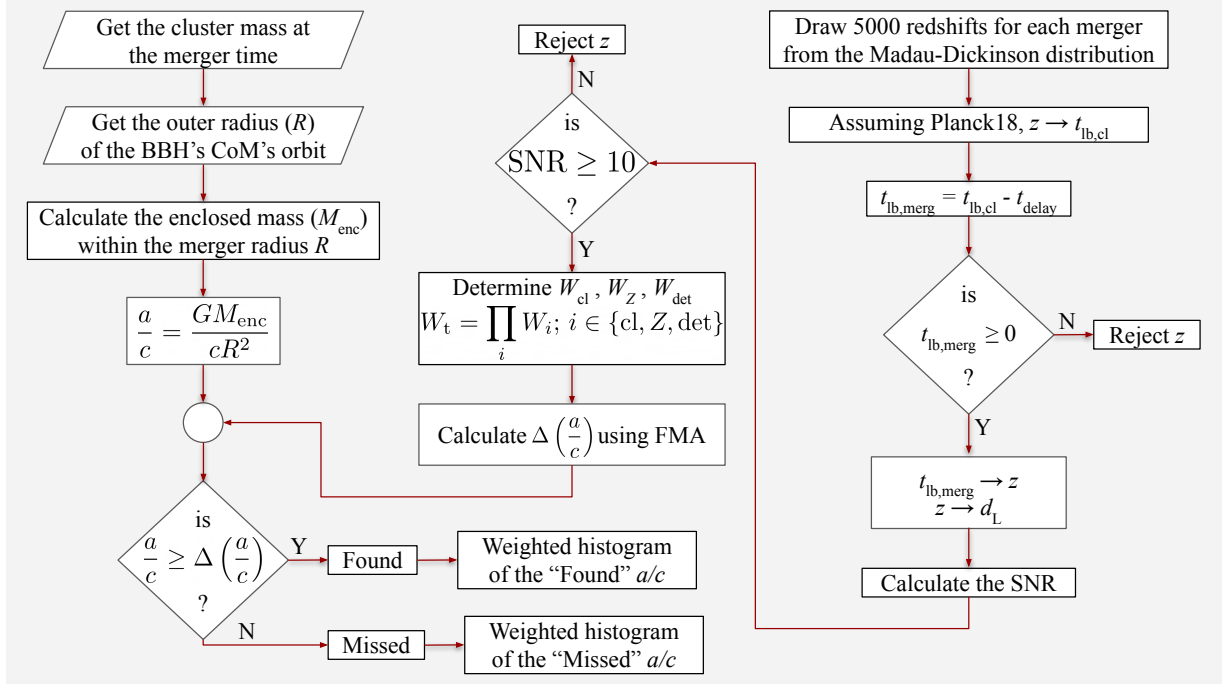 Get the cluster mass at
the merger time
Get the outer radius (R)
of the BBH's CoM's orbit
Calculate the enclosed mass (M_enc)
within the merger radius R
a/c = GM_enc / cR²
is
a/c ≥ Δ (a/c)
?
Y
Found
Weighted histogram
of the “Found” a/c
N
Missed
Weighted histogram
of the “Missed” a/c
Reject z
N
is
SNR ≥ 10
?
Y
Determine W_cl , W_Z , W_det
W_t = ∏_i W_i; i ∈ {cl, Z, det}
Calculate Δ (a/c) using FMA
Draw 5000 redshifts for each merger
from the Madau-Dickinson distribution
Assuming Planck18, z → t_lb,cl
t_lb,merg = t_lb,cl - t_delay
is
t_lb,merg ≥ 0
?
N
Reject z
Y
t_lb,merg → z
z → d_L
Calculate the SNR